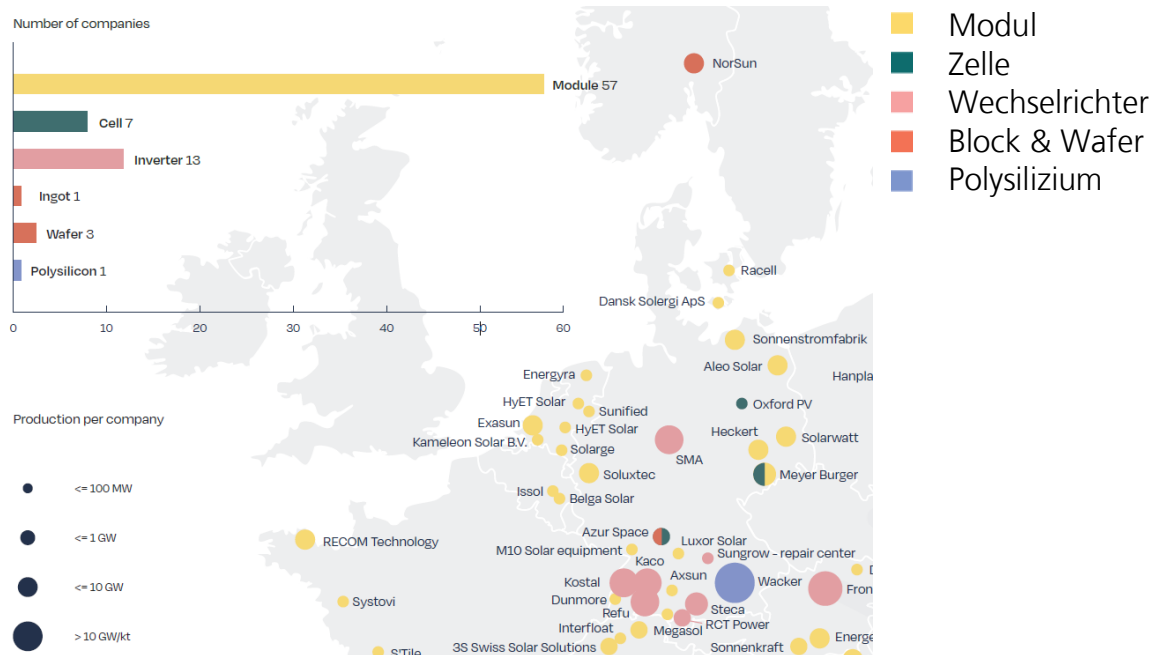 Number of companies
Module 57
Cell 7
Inverter 13
Ingot 1
Wafer 3
Polysilicon 1
0 10 20 30 40 50 60
Production per company
<= 100 MW
<= 1 GW
<= 10 GW
> 10 GW/kt
Modul
Zelle
Wechselrichter
Block & Wafer
Polysilizium
NorSun
Racell
Dansk Solergi ApS
Sonnenstromfabrik
Aleo Solar
Energyra
Hanpla
HyET Solar
Sunified
Oxford PV
Exasun
HyET Solar
Kameleon Solar B.V.
Solarge
Heckert
Solarwatt
SMA
Soluxtec
Meyer Burger
Issol
Belga Solar
Azur Space
Luxor Solar
RECOM Technology
M10 Solar equipment
Sungrow - repair center
Kaco
Axsun
Kostal
Wacker
Fron
Dunmore
Systovi
Refu
Steca
RCT Power
Interfloat
Megasol
Energe
3S Swiss Solar Solutions
Sonnenkraft
S'Tile